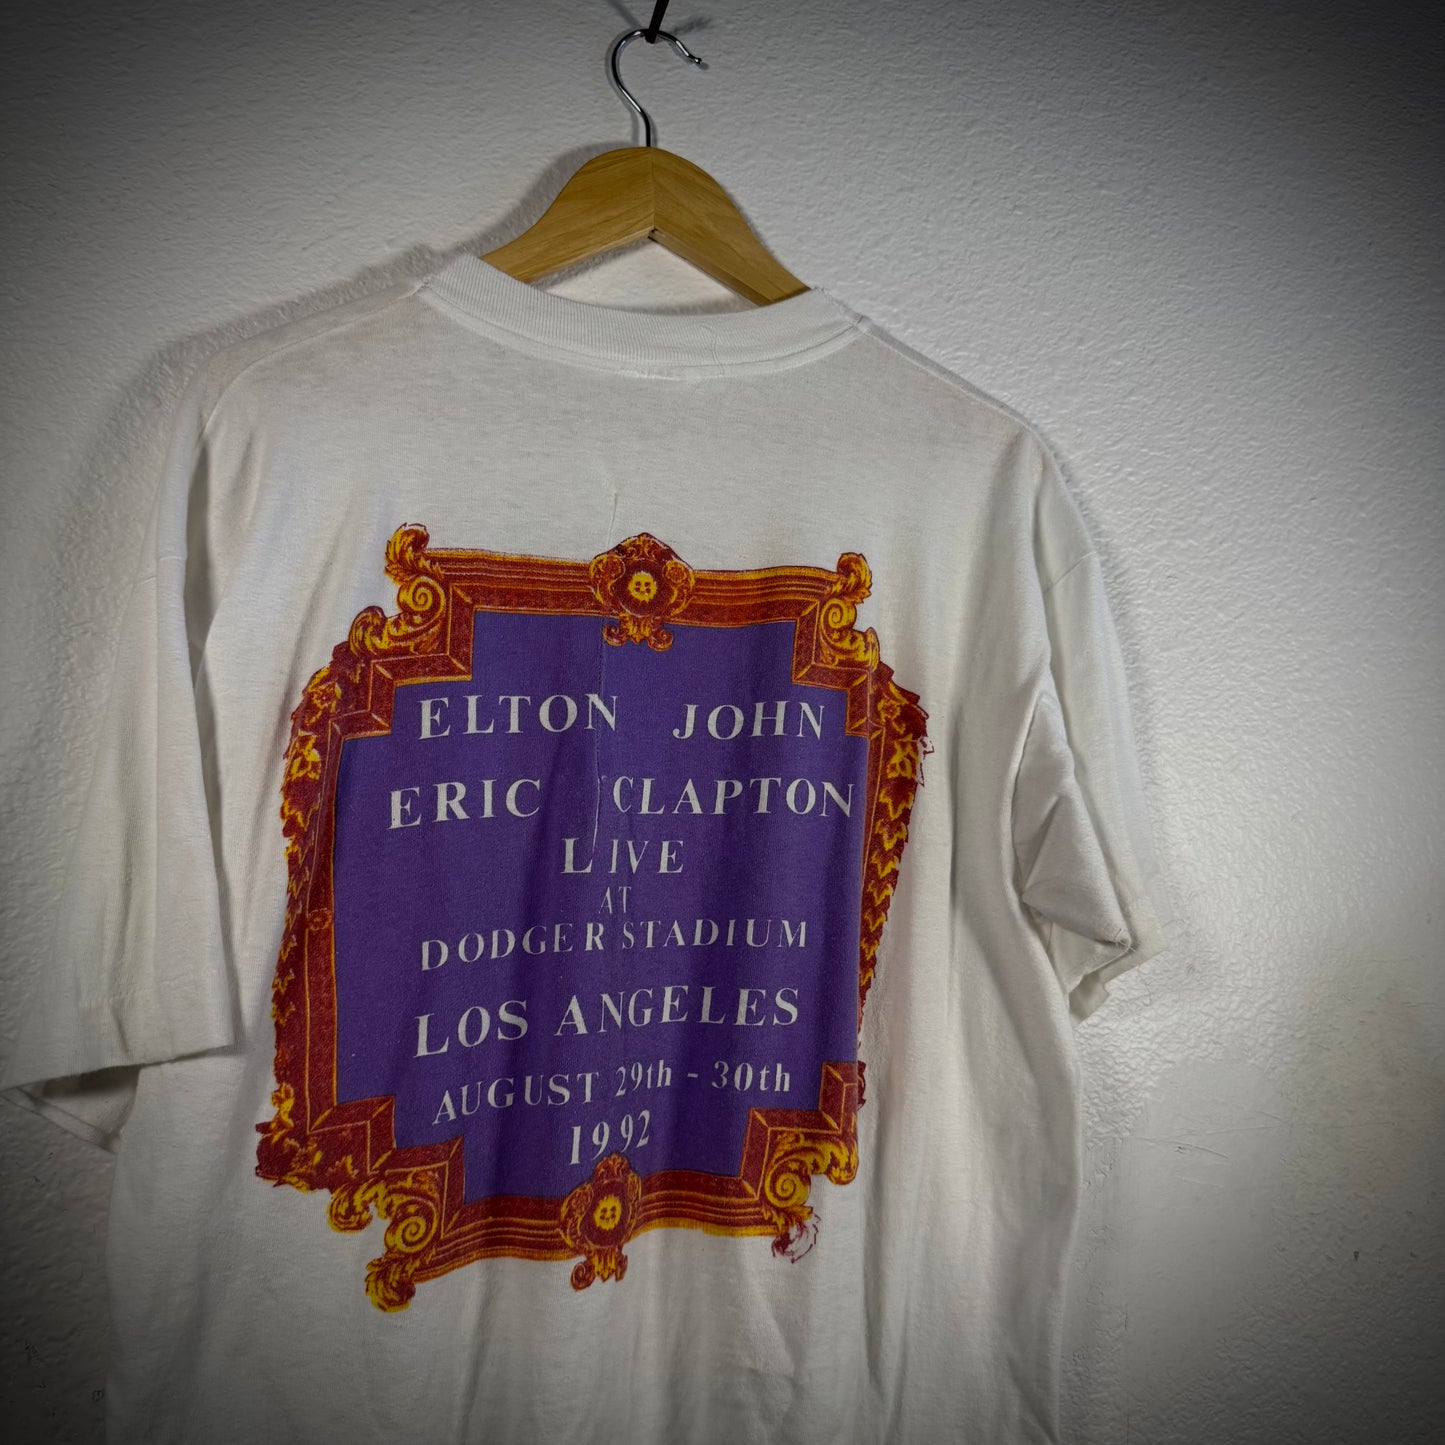 ELTON JOHN
ERIC CLAPTON
LIVE
AT
DODGER STADIUM
LOS ANGELES
AUGUST 29th - 30th
1992